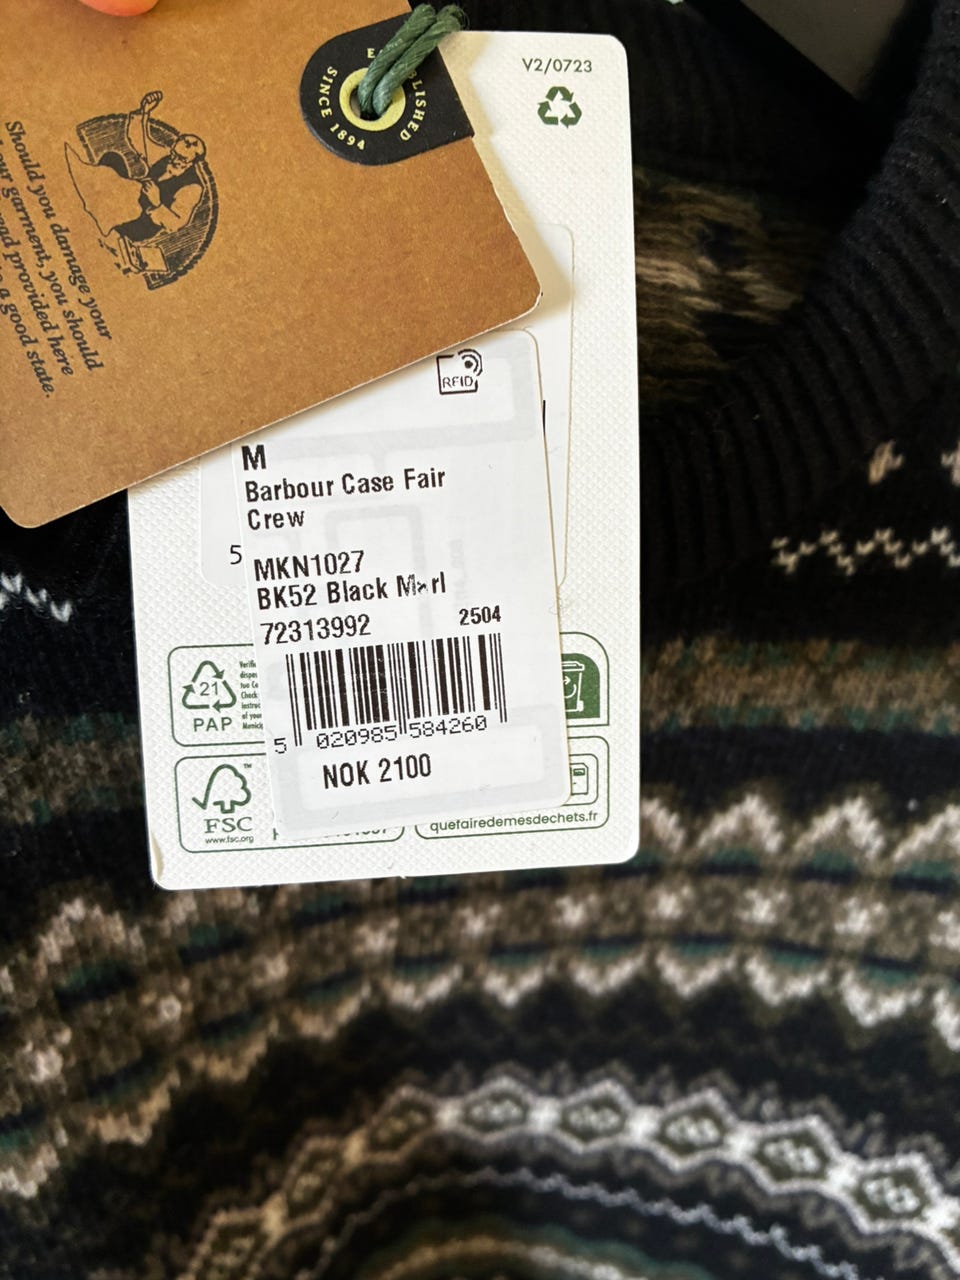 ESTABLISHED
SINCE 1894
V2/0723
Should you damage your
garment, you should
provided here
a good state.
RFID
M
Barbour Case Fair
Crew
5
MKN1027
BK52 Black Marl
72313992
2504
5 020985 584260
NOK 2100
21
PAP
FSC
™
www.fsc.org
quefairedemesdechets.fr